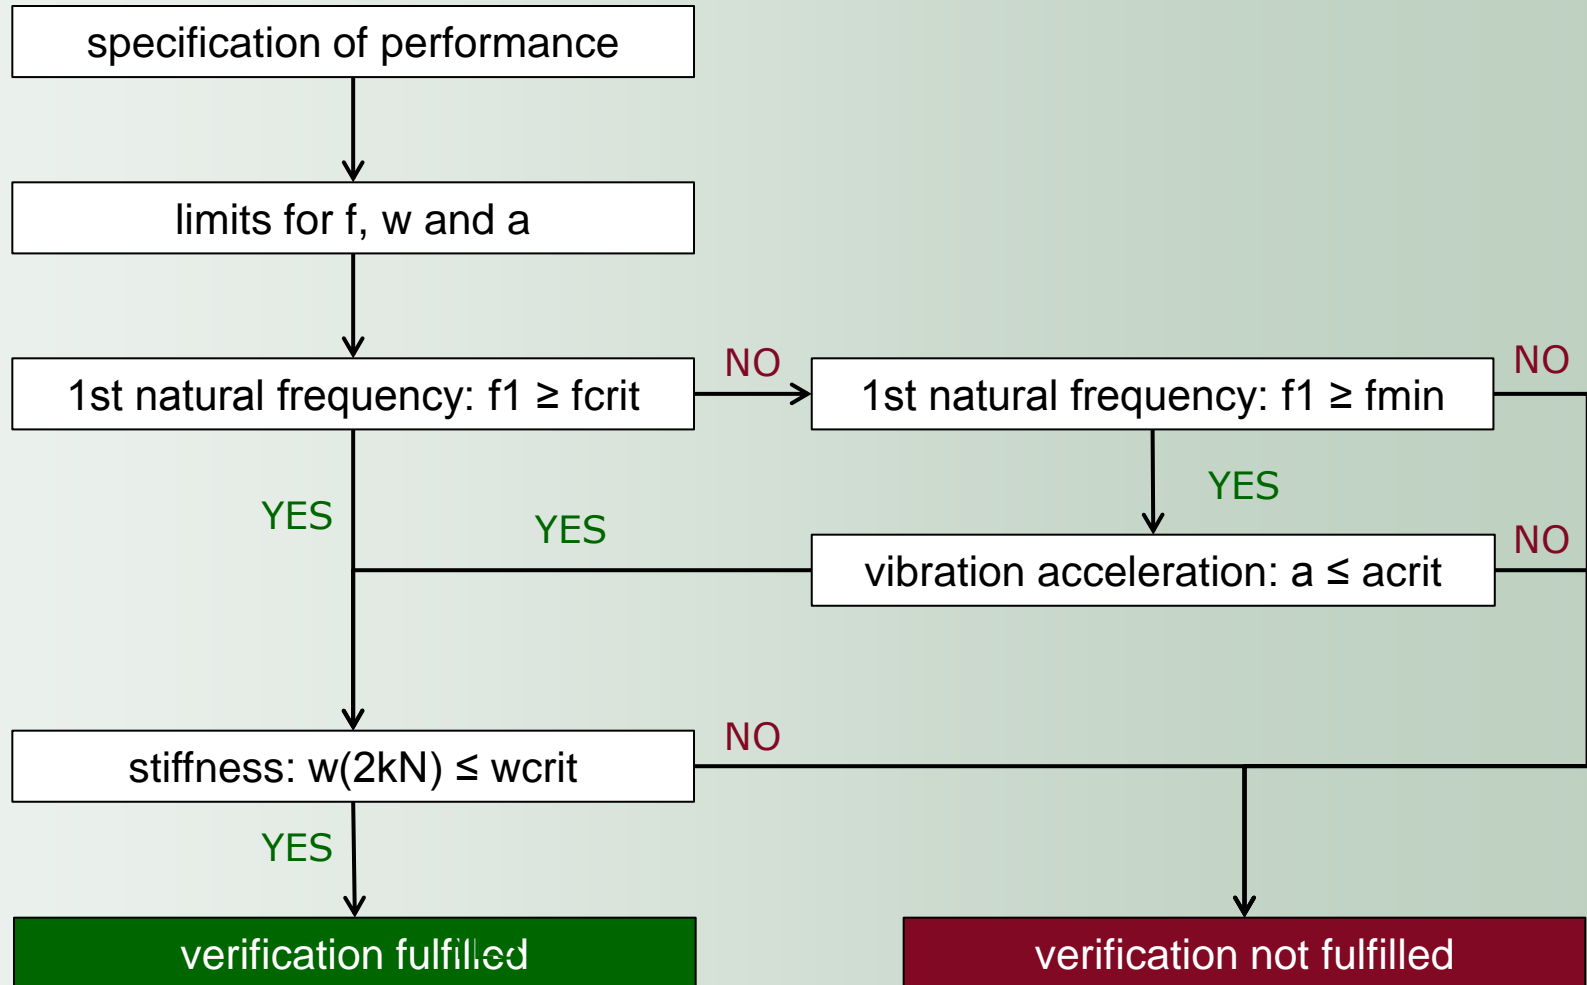 specification of performance
limits for f, w and a
1st natural frequency: f1 ≥ fcrit
NO
1st natural frequency: f1 ≥ fmin
NO
YES
YES
YES
vibration acceleration: a ≤ acrit
NO
stiffness: w(2kN) ≤ wcrit
NO
YES
verification fulfilled
verification not fulfilled